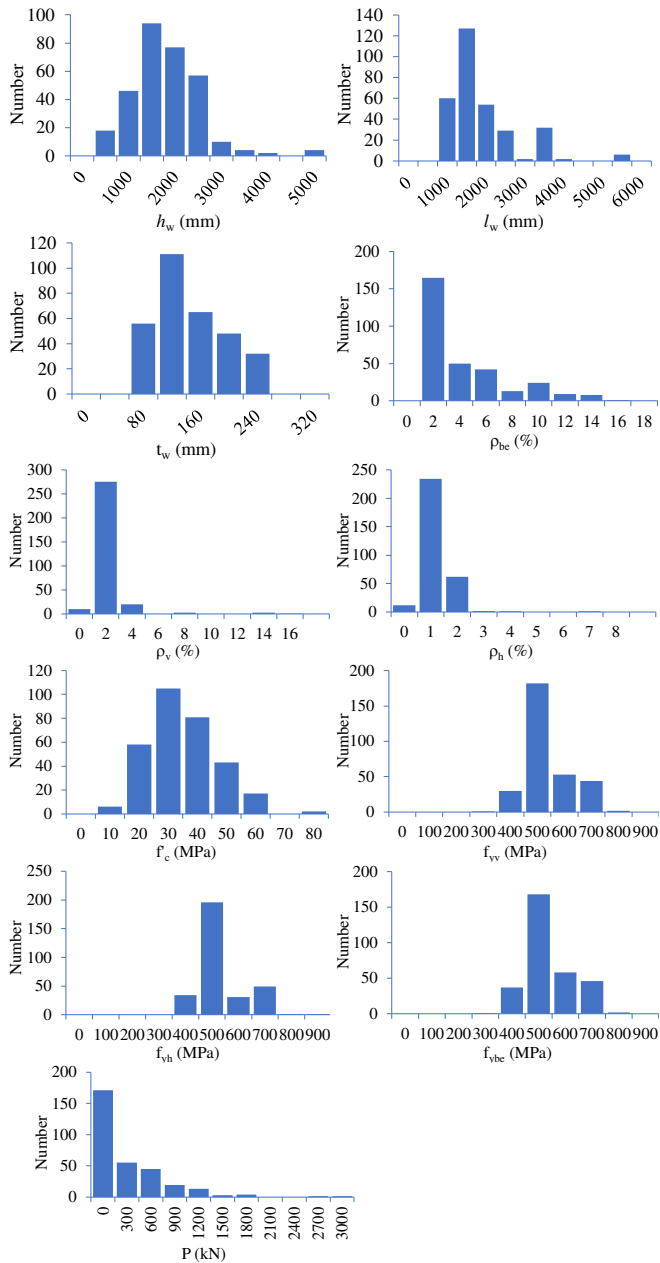 Number
100
80
60
40
20
0
0 1000 2000 3000 4000 5000
h_w (mm)
Number
140
120
100
80
60
40
20
0
0 1000 2000 3000 4000 5000 6000
l_w (mm)
Number
120
100
80
60
40
20
0
0 80 160 240 320
t_w (mm)
Number
200
150
100
50
0
0 2 4 6 8 10 12 14 16 18
ρ_be (%)
Number
300
250
200
150
100
50
0
0 2 4 6 8 10 12 14 16
ρ_v (%)
Number
250
200
150
100
50
0
0 1 2 3 4 5 6 7 8
ρ_h (%)
Number
120
100
80
60
40
20
0
0 10 20 30 40 50 60 70 80
f'_c (MPa)
Number
200
150
100
50
0
0 100 200 300 400 500 600 700 800 900
f_yv (MPa)
Number
250
200
150
100
50
0
0 100 200 300 400 500 600 700 800 900
f_yh (MPa)
Number
200
150
100
50
0
0 100 200 300 400 500 600 700 800 900
f_ybe (MPa)
Number
200
150
100
50
0
0 300 600 900 1200 1500 1800 2100 2400 2700 3000
P (kN)